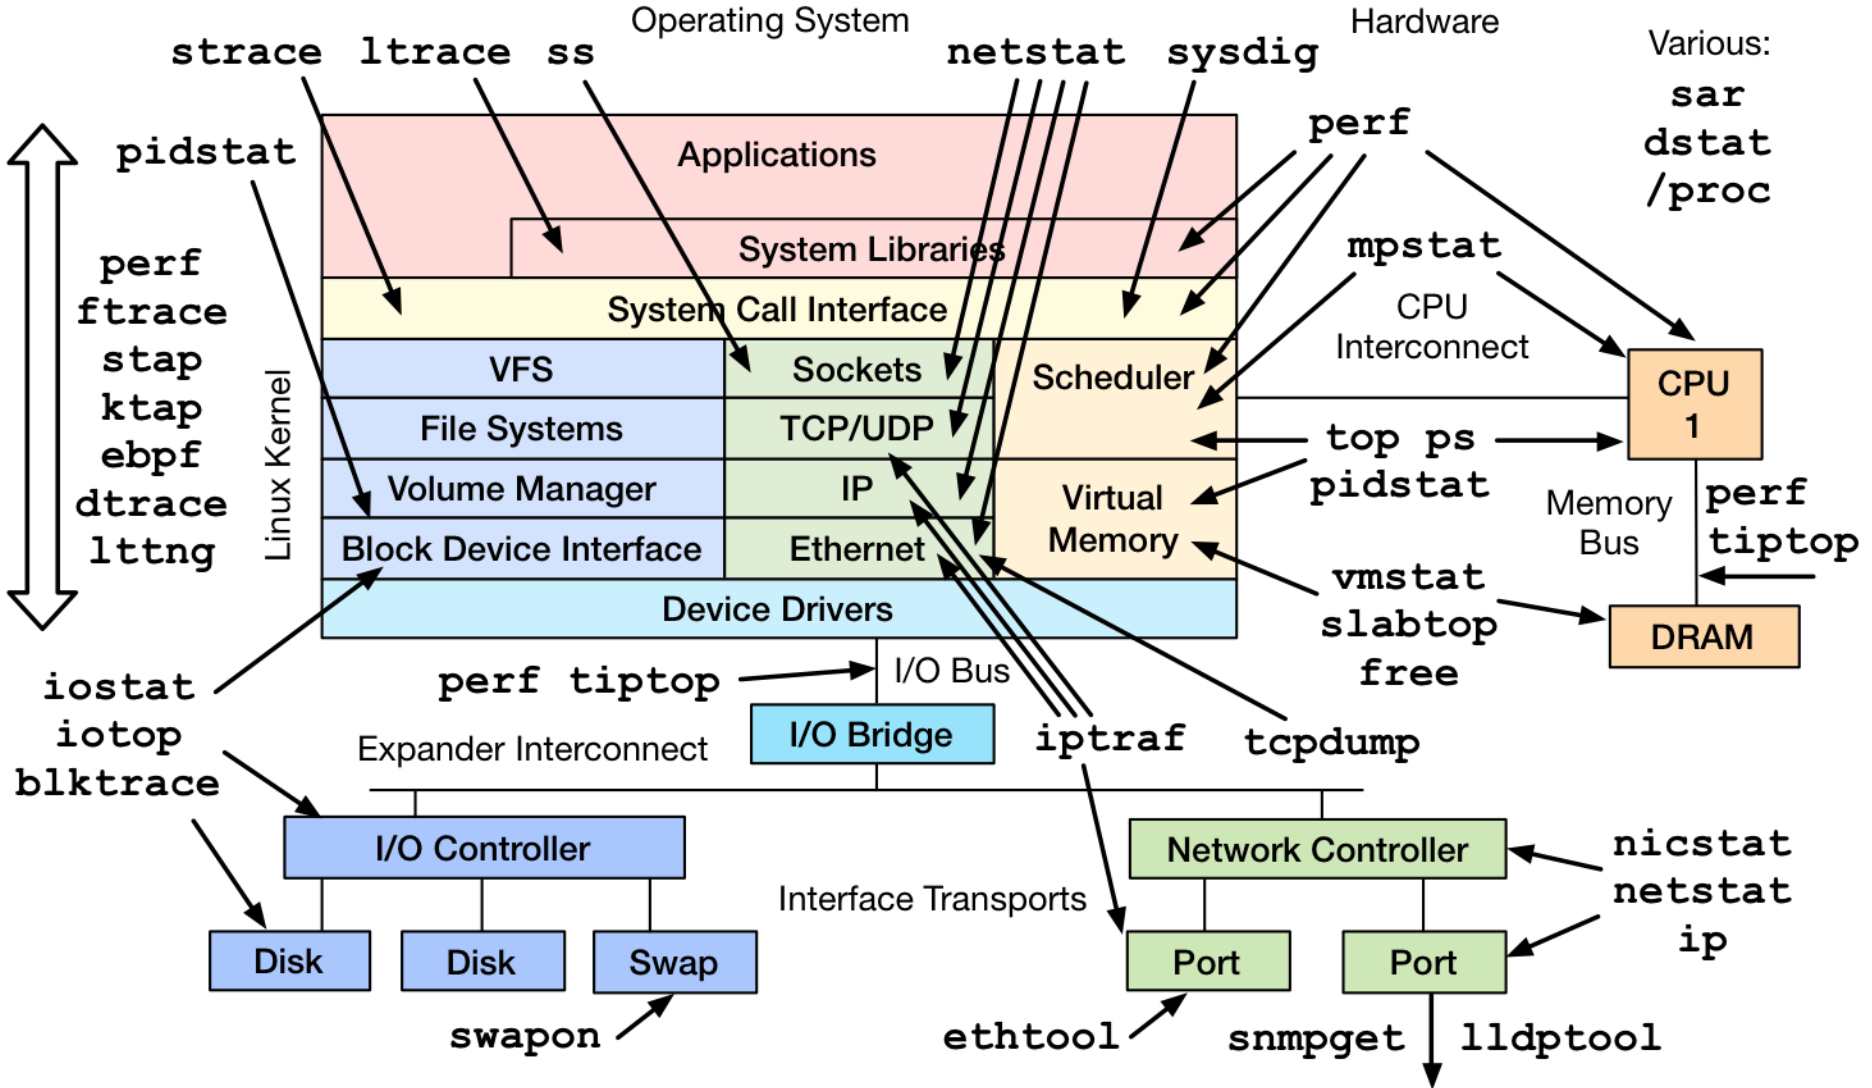 Operating System
Hardware
Various:
strace ltrace ss
netstat sysdig
sar
dstat
/proc
pidstat
perf
Applications
System Libraries
mpstat
System Call Interface
CPU
Interconnect
perf
ftrace
stap
ktap
ebpf
dtrace
lttng
Linux Kernel
VFS
Sockets
Scheduler
CPU
1
File Systems
TCP/UDP
top ps
pidstat
Volume Manager
IP
Virtual
Memory
Memory
Bus
perf
tiptop
Block Device Interface
Ethernet
vmstat
slabtop
free
Device Drivers
DRAM
iostat
iotop
blktrace
perf tiptop
I/O Bus
I/O Bridge
iptraf
tcpdump
Expander Interconnect
I/O Controller
Network Controller
nicstat
netstat
ip
Interface Transports
Disk
Disk
Swap
Port
Port
swapon
ethtool
snmpget
lldptool